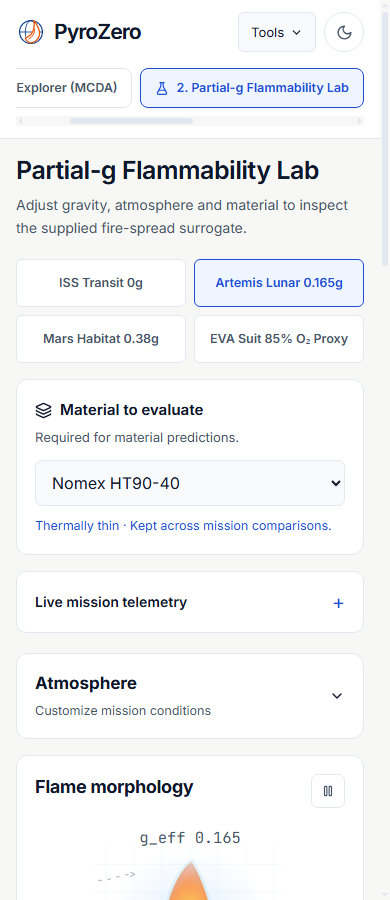 PyroZero
Tools
Explorer (MCDA)
2. Partial-g Flammability Lab
Partial-g Flammability Lab
Adjust gravity, atmosphere and material to inspect
the supplied fire-spread surrogate.
ISS Transit 0g
Artemis Lunar 0.165g
Mars Habitat 0.38g
EVA Suit 85% O₂ Proxy
Material to evaluate
Required for material predictions.
Nomex HT90-40
Thermally thin · Kept across mission comparisons.
Live mission telemetry
+
Atmosphere
Customize mission conditions
Flame morphology
g_eff 0.165